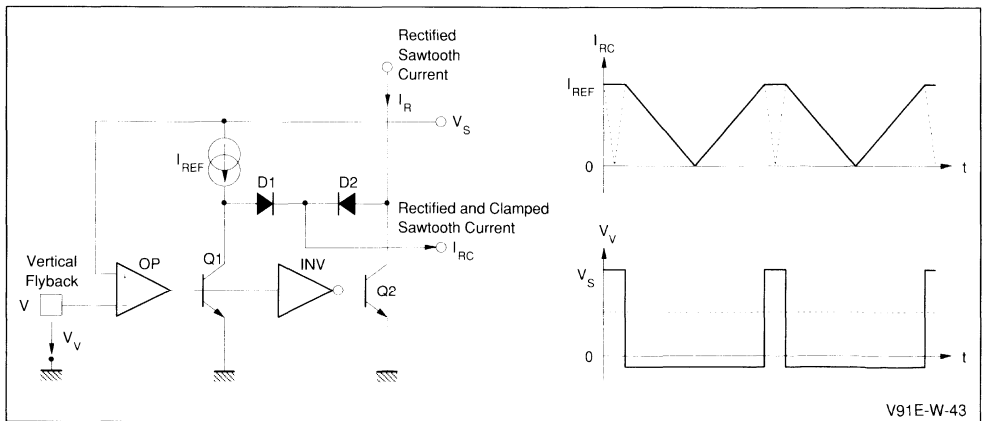 Rectified
Sawtooth
Current
I_R
V_S
I_REF
D1
D2
Rectified and Clamped
Sawtooth Current
I_RC
Vertical
Flyback
OP
Q1
INV
Q2
V
V_V
I_RC
I_REF
0
t
V_V
V_S
0
t
V91E-W-43